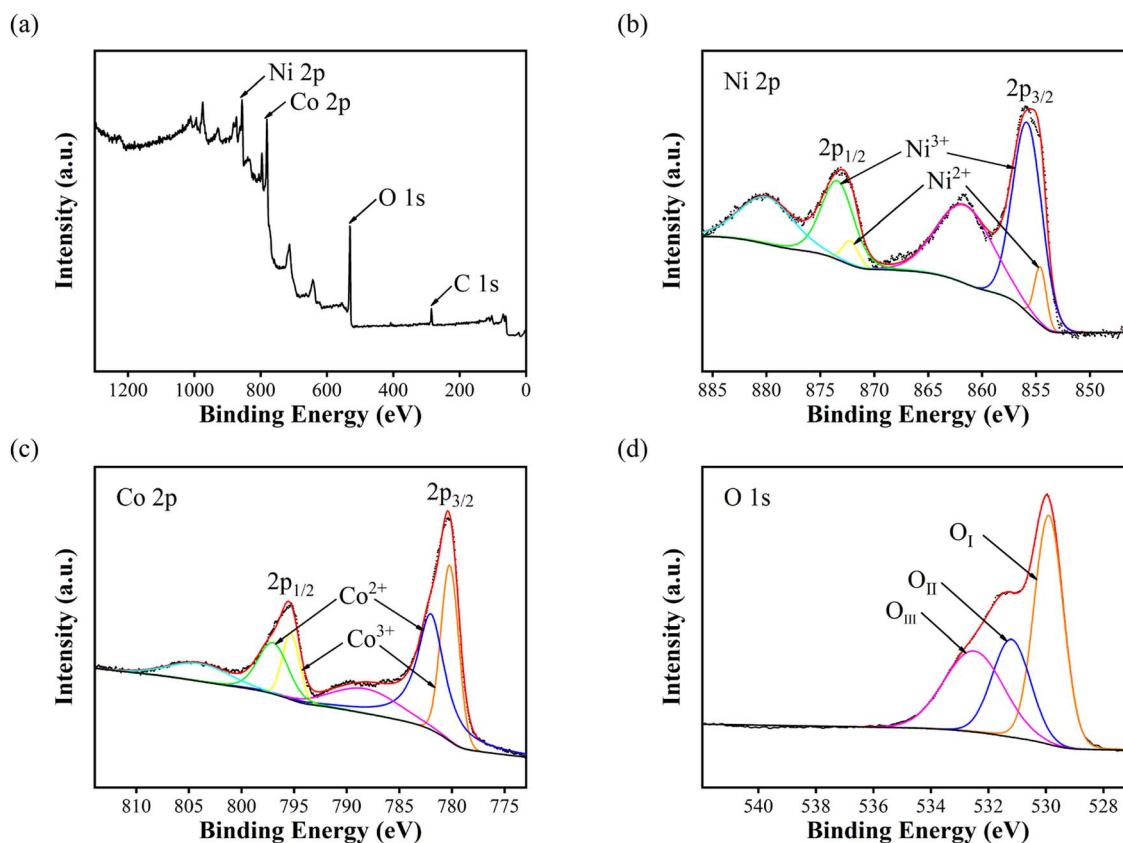 (a)
Ni 2p
Co 2p
O 1s
C 1s
Intensity (a.u.)
1200 1000 800 600 400 200 0
Binding Energy (eV)
(b)
Ni 2p
2p3/2
2p1/2
Ni3+
Ni2+
Intensity (a.u.)
885 880 875 870 865 860 855 850
Binding Energy (eV)
(c)
Co 2p
2p3/2
2p1/2
Co2+
Co3+
Intensity (a.u.)
810 805 800 795 790 785 780 775
Binding Energy (eV)
(d)
O 1s
OI
OII
OIII
Intensity (a.u.)
540 538 536 534 532 530 528
Binding Energy (eV)